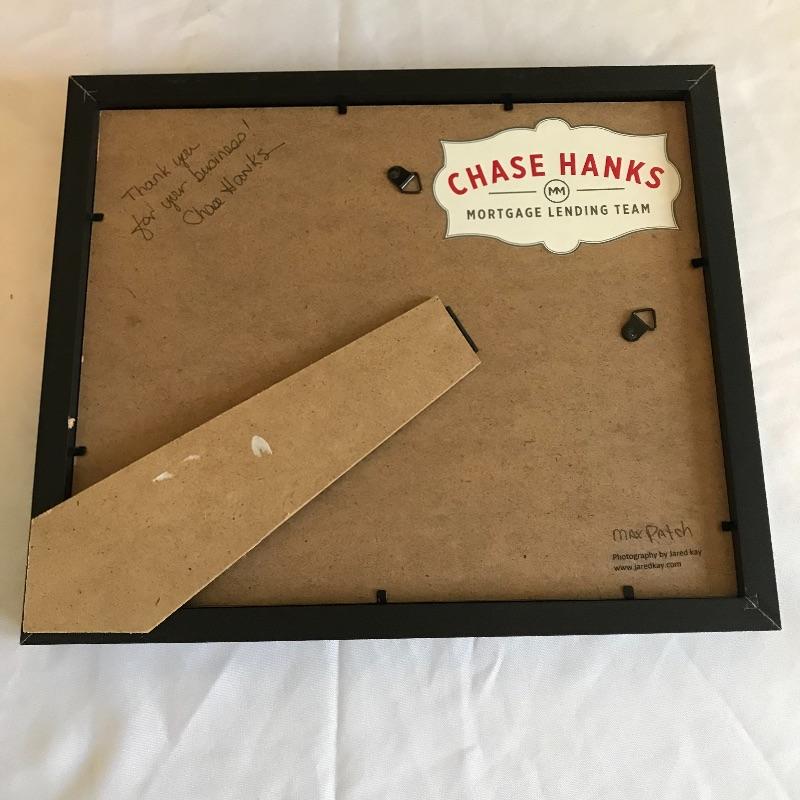 Thank you
for your business!
Chase Hanks
CHASE HANKS
MM
MORTGAGE LENDING TEAM
Max Patch
Photography by Jared kay
www.jaredkay.com